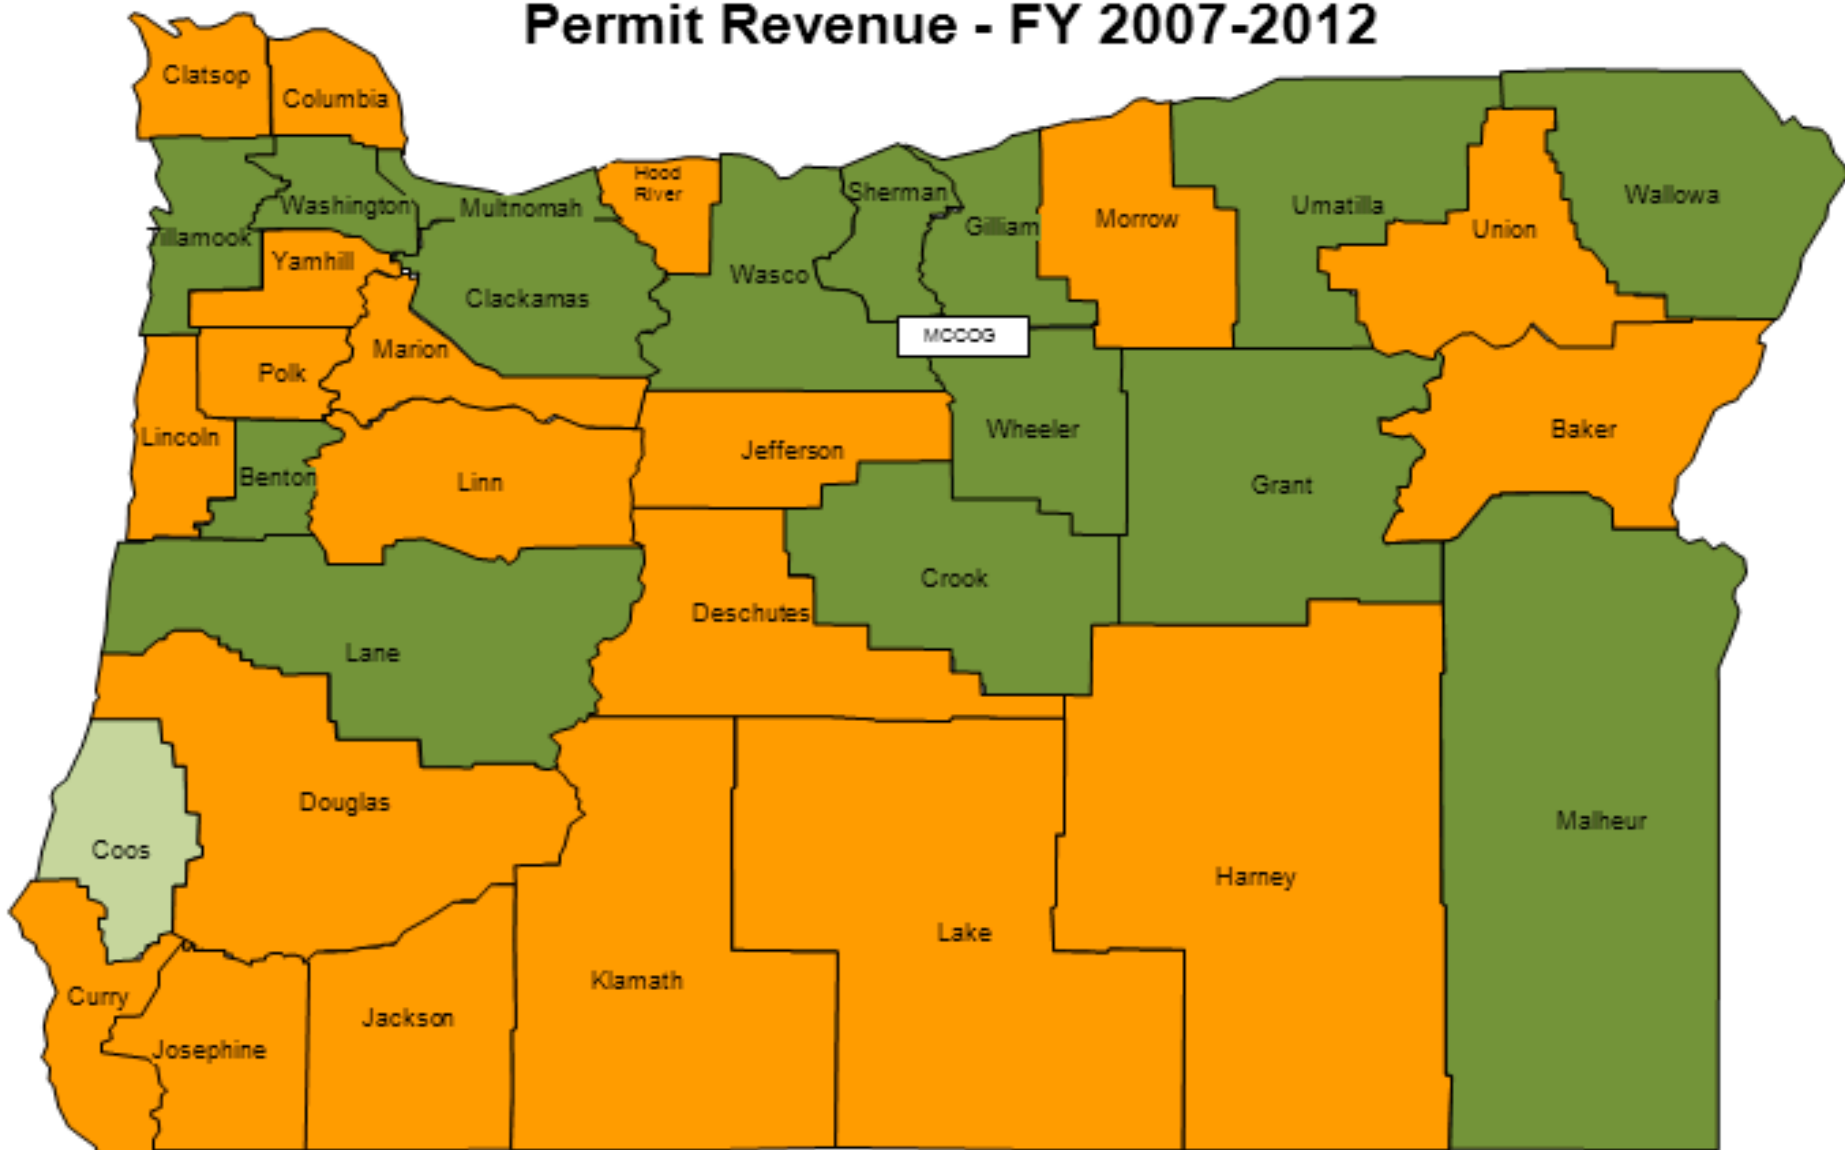 Permit Revenue - FY 2007-2012
Clatsop
Columbia
Hood
River
Washington
Multnomah
Sherman
Gilliam
Morrow
Umatilla
Union
Wallowa
Tillamook
Yamhill
Clackamas
Wasco
MCCOG
Polk
Marion
Lincoln
Benton
Linn
Jefferson
Wheeler
Grant
Baker
Crook
Deschutes
Lane
Coos
Douglas
Malheur
Harney
Lake
Klamath
Curry
Jackson
Josephine